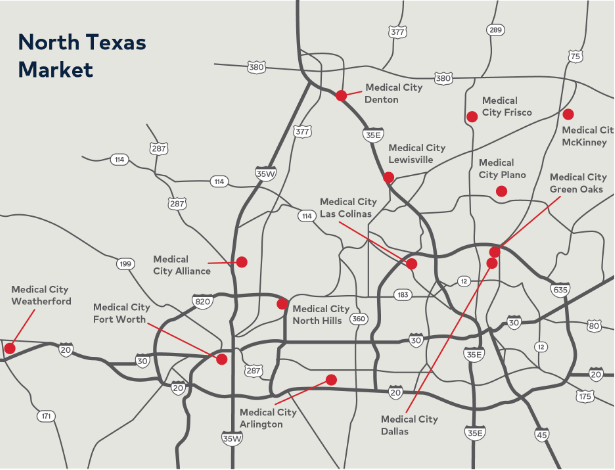 North Texas
Market
377
289
75
380
380
Medical City
Denton
Medical
City Frisco
Medical Cit
McKinney
377
35E
287
114
114
35W
Medical City
Lewisville
Medical
City Plano
Medical City
Green Oaks
287
114
Medical City
Las Colinas
Medical
City Alliance
199
12
183
635
Medical City
Weatherford
820
Medical City
Fort Worth
Medical City
North Hills
360
30
80
20
30
30
35E
12
287
20
20
20
175
171
Medical City
Arlington
Medical City
Dallas
35W
35E
45